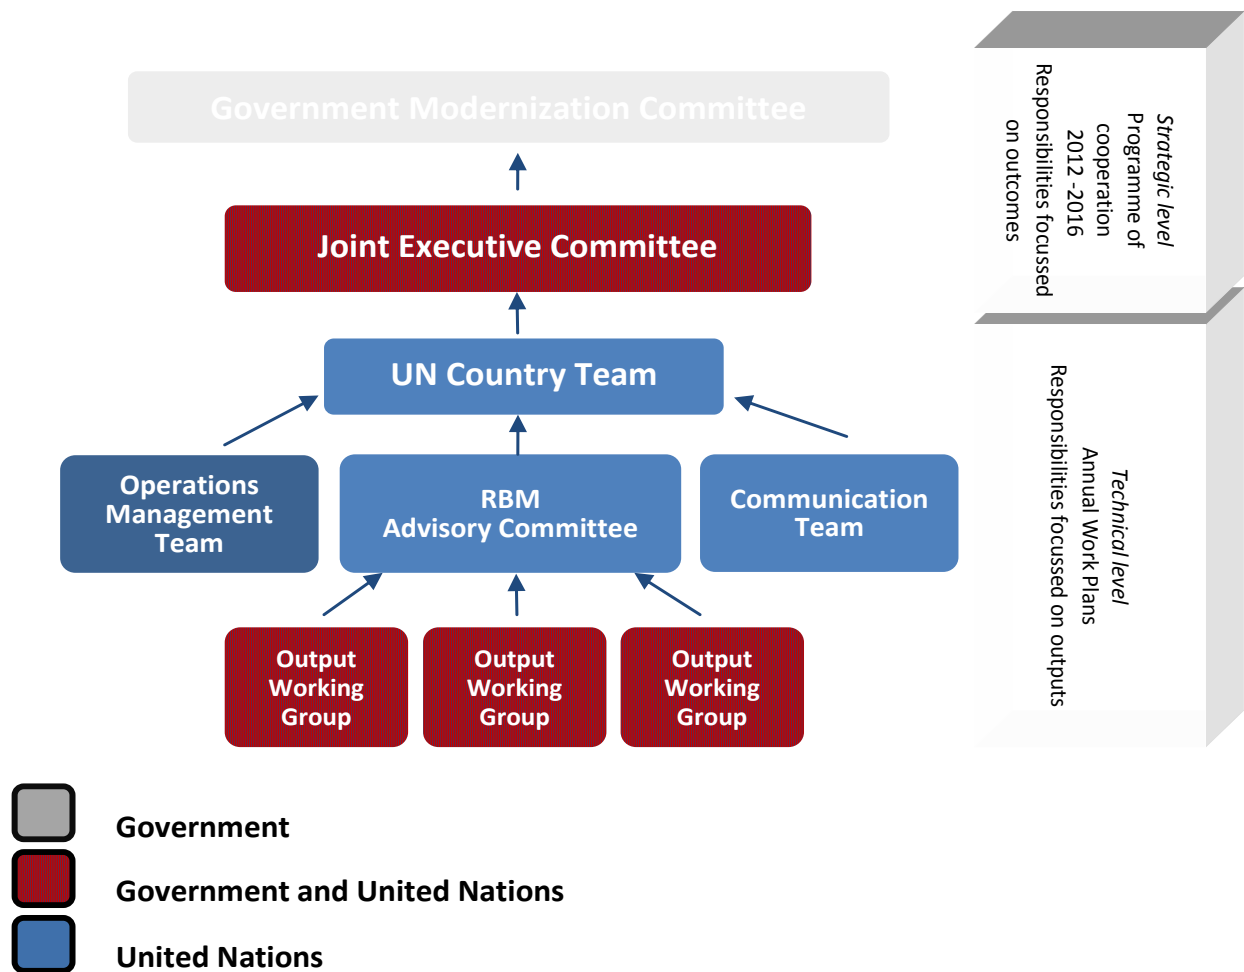 Government Modernization Committee
Joint Executive Committee
UN Country Team
Operations
Management
Team
RBM
Advisory Committee
Communication
Team
Output
Working
Group
Output
Working
Group
Output
Working
Group
Strategic level
Programme of
cooperation
2012 -2016
Responsibilities focussed
on outcomes
Technical level
Annual Work Plans
Responsibilities focussed on outputs
Government
Government and United Nations
United Nations